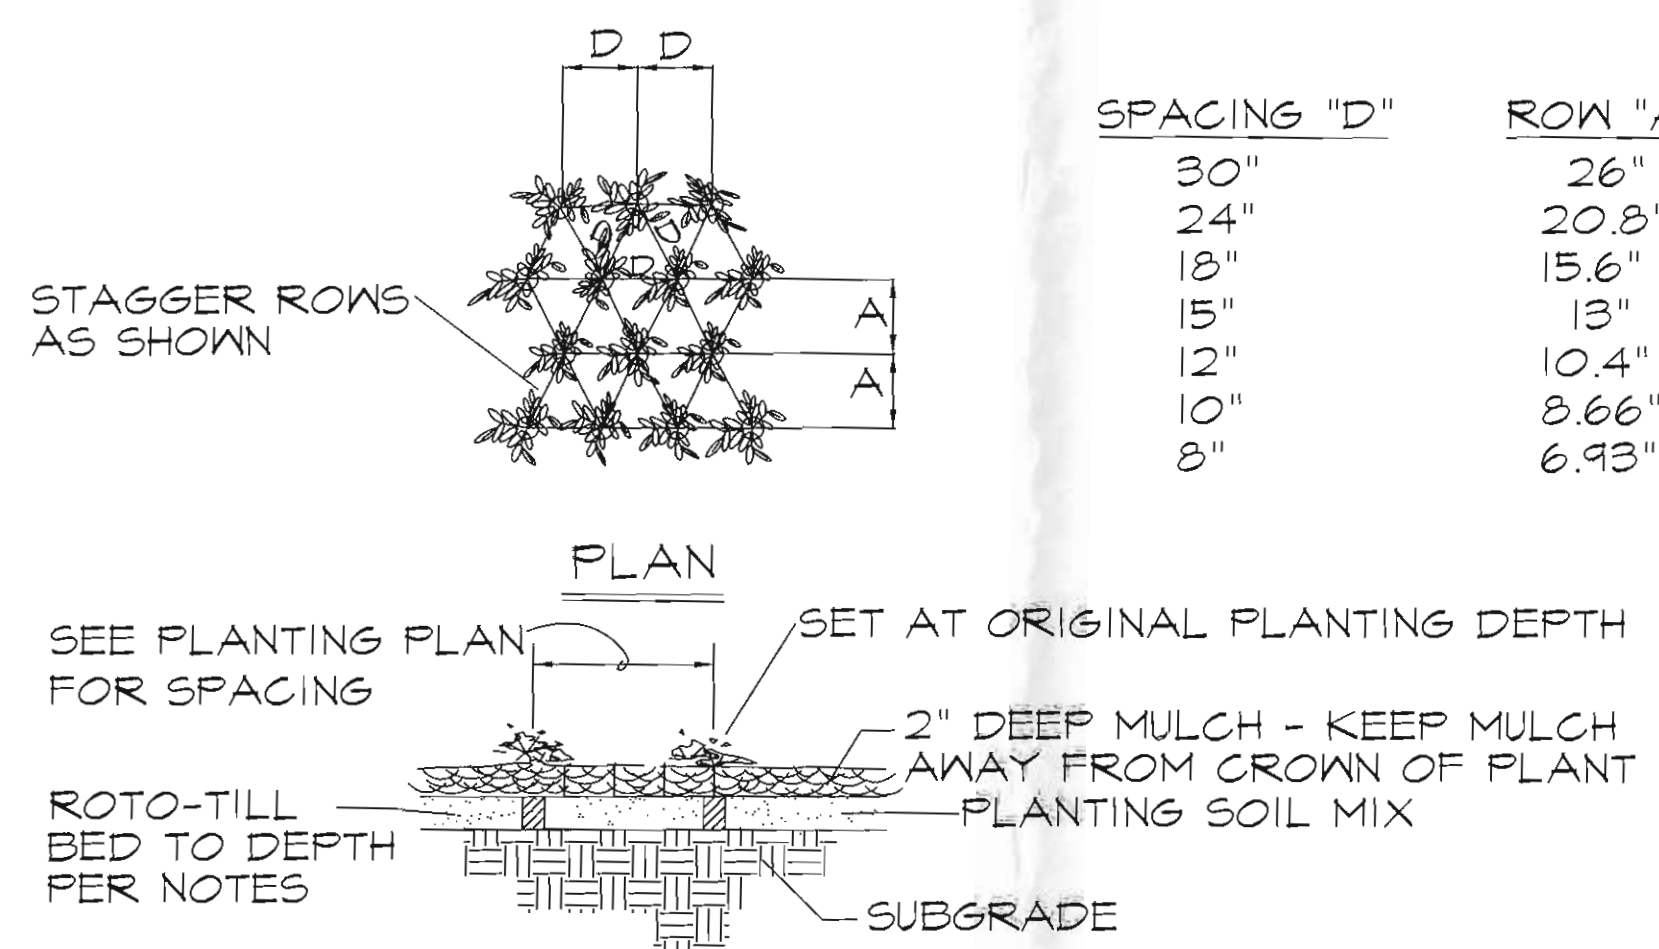 D D
SPACING "D" ROW "A
30" 26"
24" 20.8"
18" 15.6"
15" 13"
12" 10.4"
10" 8.66"
8" 6.93"
D D
D
STAGGER ROWS
AS SHOWN
A
A
PLAN
SEE PLANTING PLAN
FOR SPACING
SET AT ORIGINAL PLANTING DEPTH
2" DEEP MULCH - KEEP MULCH
AWAY FROM CROWN OF PLANT
ROTO-TILL
BED TO DEPTH
PER NOTES
PLANTING SOIL MIX
SUBGRADE